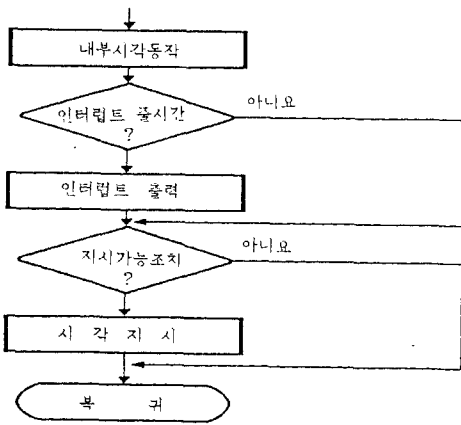 내부시각동작
인터럽트 출시간
?
아니요
인터럽트 출력
지시가능조치
?
아니요
시 각 지 시
복 귀